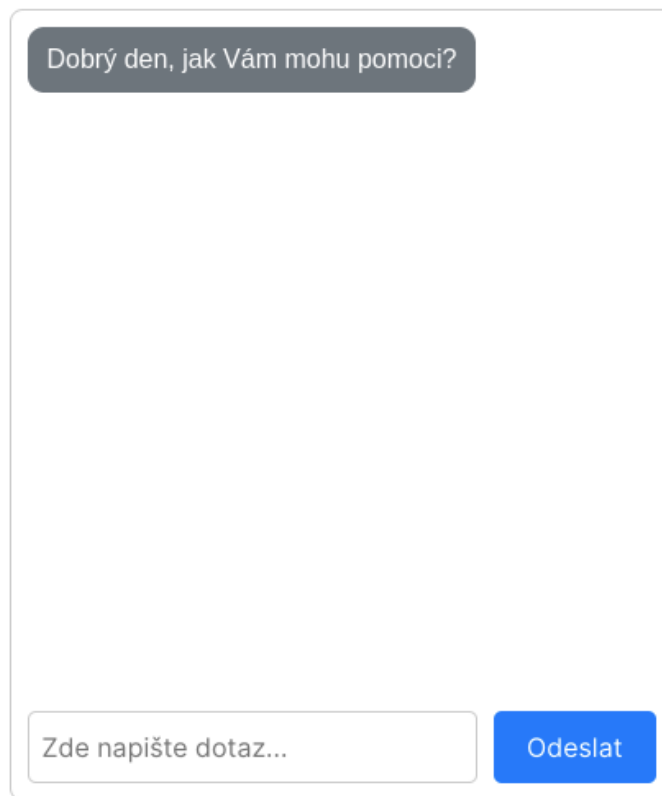 Dobrý den, jak Vám mohu pomoci?
Zde napište dotaz...
Odeslat